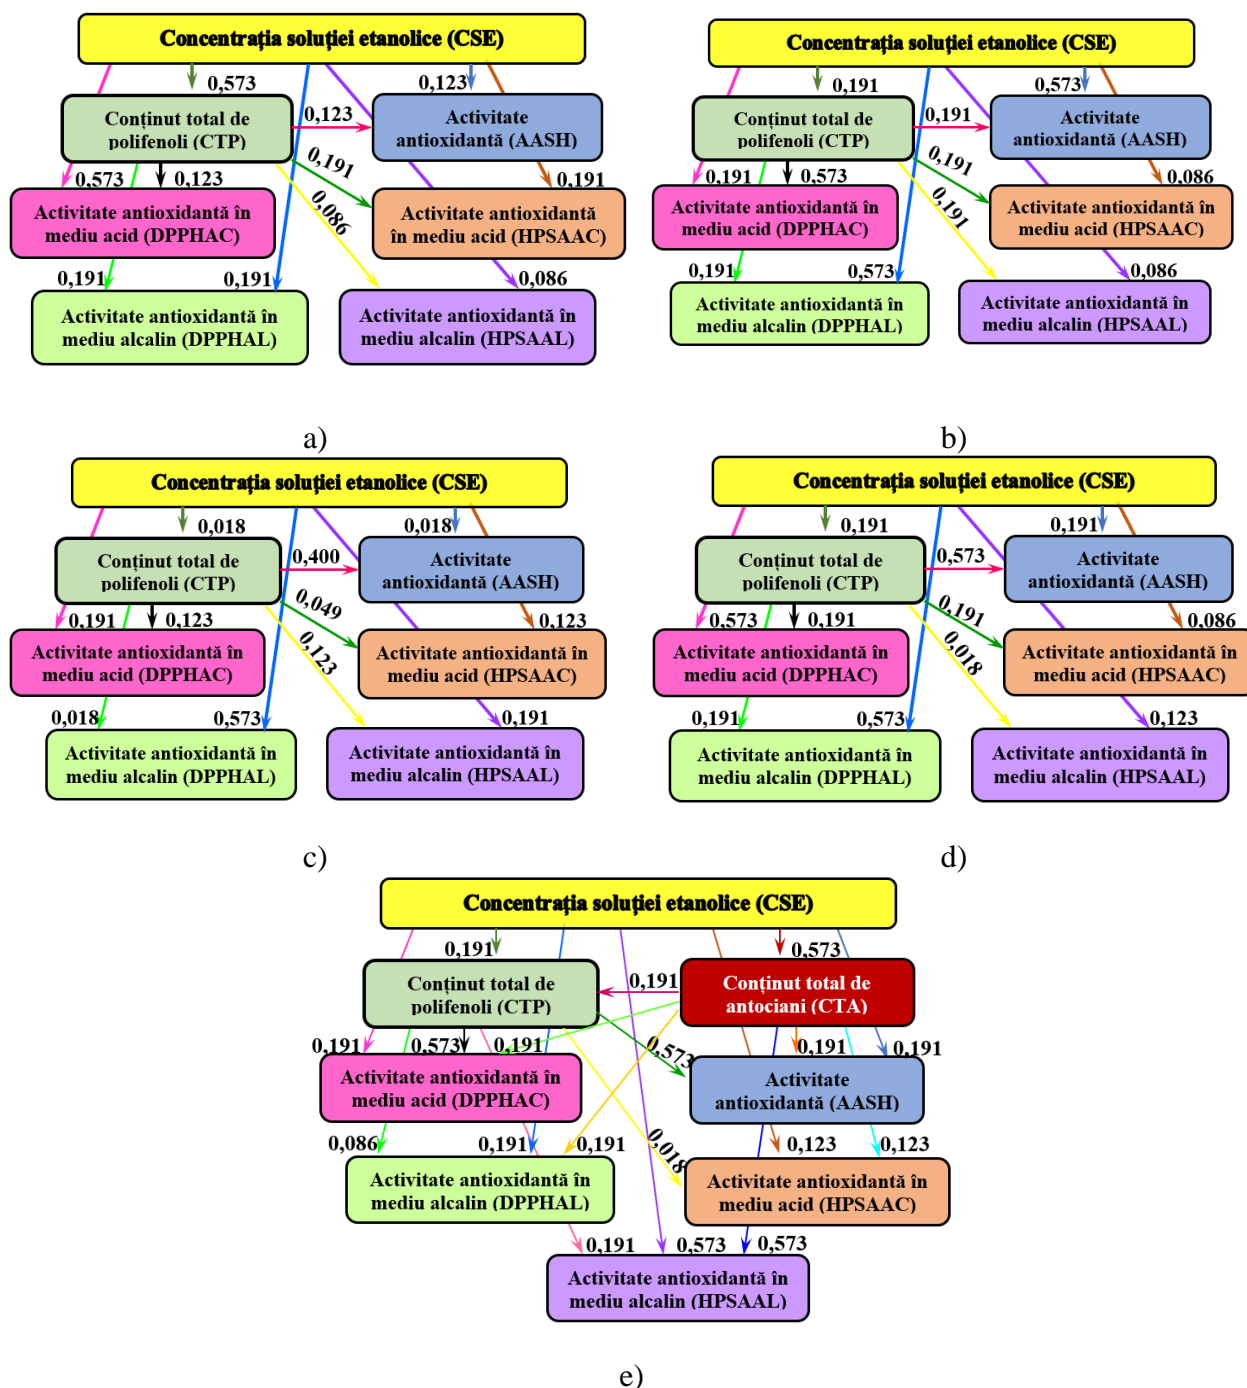 Concentrația soluției etanolice (CSE)
0,573
0,123
Conținut total de
polifenoli (CTP)
0,123
Activitate
antioxidantă (AASH)
0,573
0,123
0,191
0,086
0,191
Activitate antioxidantă în
mediu acid (DPPHAC)
Activitate antioxidantă
în mediu acid (HPSAAC)
0,191
0,191
0,086
Activitate antioxidantă în
mediu alcalin (DPPHAL)
Activitate antioxidantă în
mediu alcalin (HPSAAL)
a)
Concentrația soluției etanolice (CSE)
0,191
0,573
Conținut total de
polifenoli (CTP)
0,191
Activitate
antioxidantă (AASH)
0,191
0,573
0,191
0,191
0,086
Activitate antioxidantă în
mediu acid (DPPHAC)
Activitate antioxidantă în
mediu acid (HPSAAC)
0,191
0,573
0,086
Activitate antioxidantă în
mediu alcalin (DPPHAL)
Activitate antioxidantă în
mediu alcalin (HPSAAL)
b)
Concentrația soluției etanolice (CSE)
0,018
0,018
Conținut total de
polifenoli (CTP)
0,400
Activitate
antioxidantă (AASH)
0,191
0,123
0,049
0,123
0,123
Activitate antioxidantă în
mediu acid (DPPHAC)
Activitate antioxidantă în
mediu acid (HPSAAC)
0,018
0,573
0,191
Activitate antioxidantă în
mediu alcalin (DPPHAL)
Activitate antioxidantă în
mediu alcalin (HPSAAL)
c)
Concentrația soluției etanolice (CSE)
0,191
0,191
Conținut total de
polifenoli (CTP)
0,573
Activitate
antioxidantă (AASH)
0,573
0,191
0,191
0,018
0,086
Activitate antioxidantă în
mediu acid (DPPHAC)
Activitate antioxidantă în
mediu acid (HPSAAC)
0,191
0,573
0,123
Activitate antioxidantă în
mediu alcalin (DPPHAL)
Activitate antioxidantă în
mediu alcalin (HPSAAL)
d)
Concentrația soluției etanolice (CSE)
0,191
0,573
Conținut total de
polifenoli (CTP)
0,191
Conținut total de
antociani (CTA)
0,191
0,573
0,191
0,573
0,191
0,191
Activitate antioxidantă în
mediu acid (DPPHAC)
Activitate
antioxidantă (AASH)
0,086
0,191
0,191
0,018
0,123
0,123
Activitate antioxidantă în
mediu alcalin (DPPHAL)
Activitate antioxidantă în
mediu acid (HPSAAC)
0,191
0,573
0,573
Activitate antioxidantă în
mediu alcalin (HPSAAL)
e)